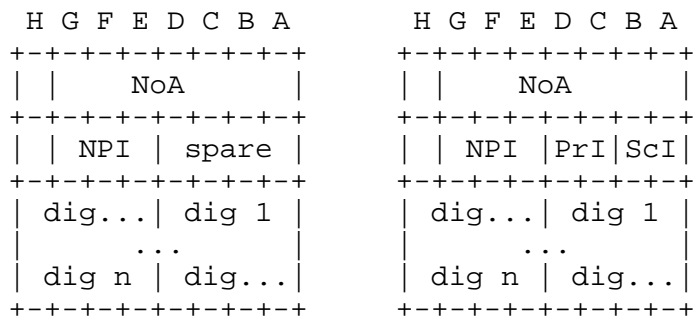 H G F E D C B A          H G F E D C B A
+-+-+-+-+-+-+-+-+        +-+-+-+-+-+-+-+-+
| |    NoA      |        | |    NoA      |
+-+-+-+-+-+-+-+-+        +-+-+-+-+-+-+-+-+
| | NPI | spare |        | | NPI |PrI|ScI|
+-+-+-+-+-+-+-+-+        +-+-+-+-+-+-+-+-+
| dig...| dig 1 |        | dig...| dig 1 |
|      ...      |        |      ...      |
| dig n | dig...|        | dig n | dig...|
+-+-+-+-+-+-+-+-+        +-+-+-+-+-+-+-+-+